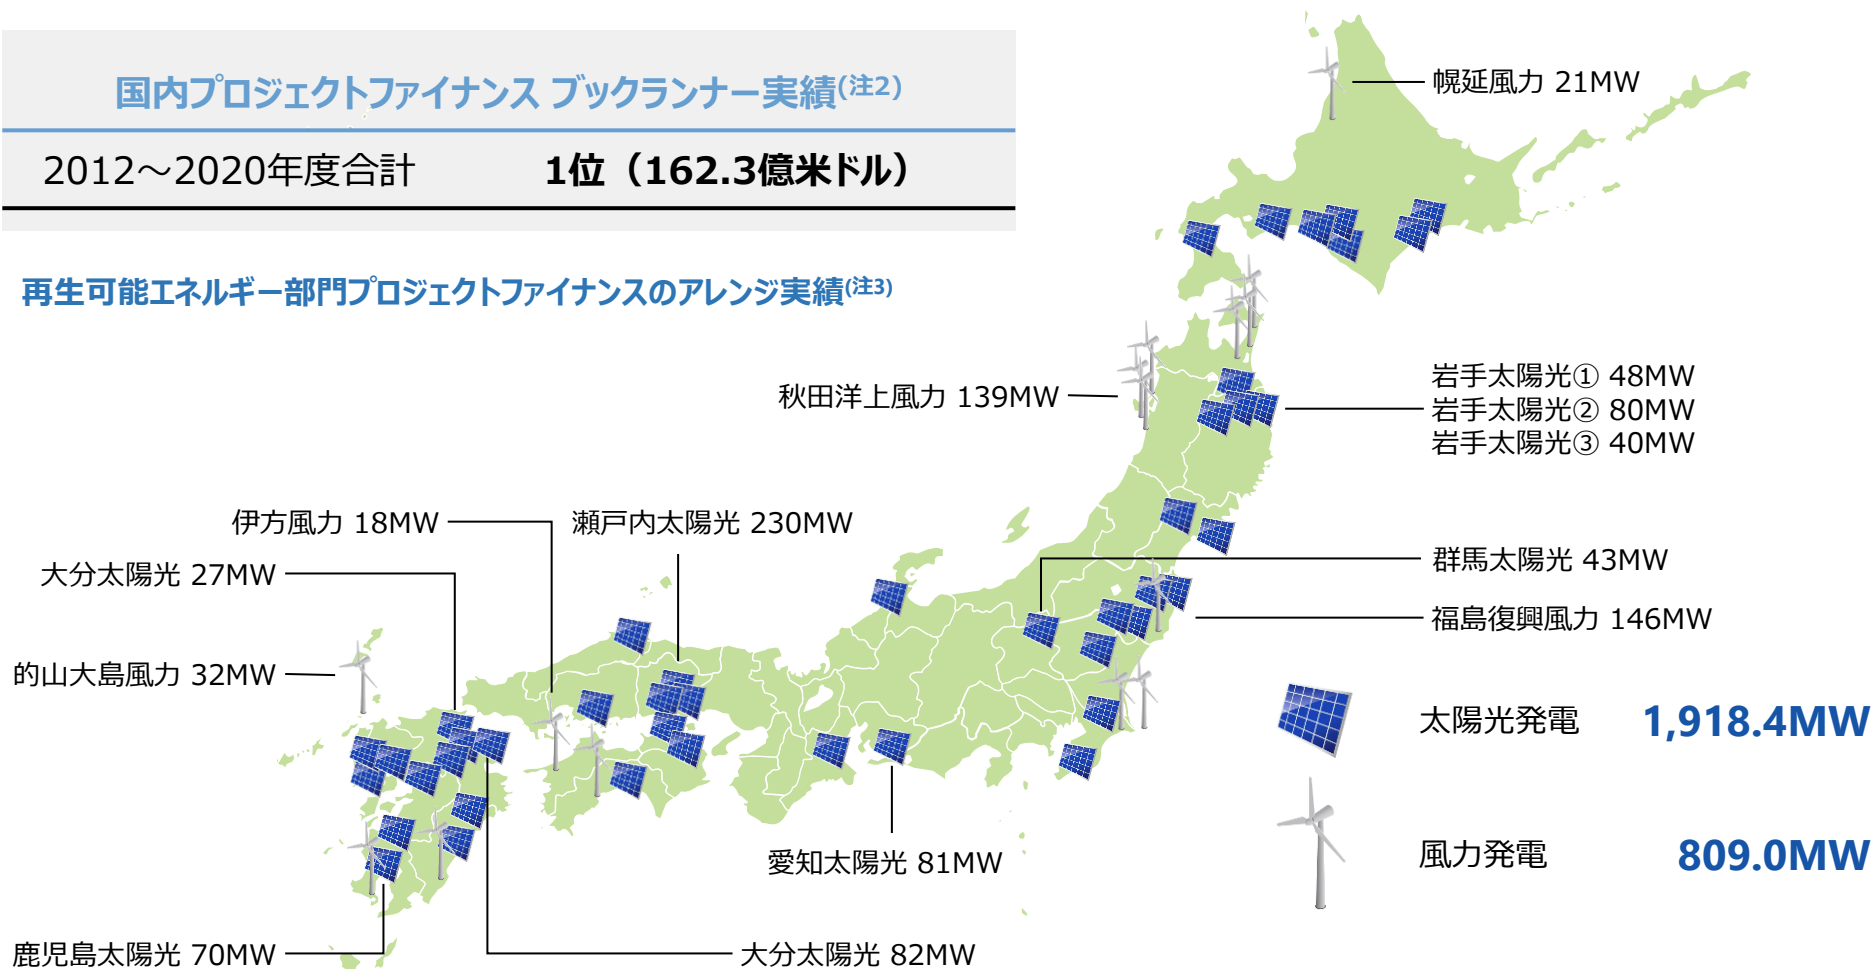 国内プロジェクトファイナンス ブックランナー実績(注2)
2012～2020年度合計 1位（162.3億米ドル）
再生可能エネルギー部門プロジェクトファイナンスのアレンジ実績(注3)
幌延風力 21MW
秋田洋上風力 139MW
岩手太陽光① 48MW
岩手太陽光② 80MW
岩手太陽光③ 40MW
伊方風力 18MW
瀬戸内太陽光 230MW
大分太陽光 27MW
群馬太陽光 43MW
福島復興風力 146MW
的山大島風力 32MW
太陽光発電 1,918.4MW
風力発電 809.0MW
愛知太陽光 81MW
鹿児島太陽光 70MW
大分太陽光 82MW